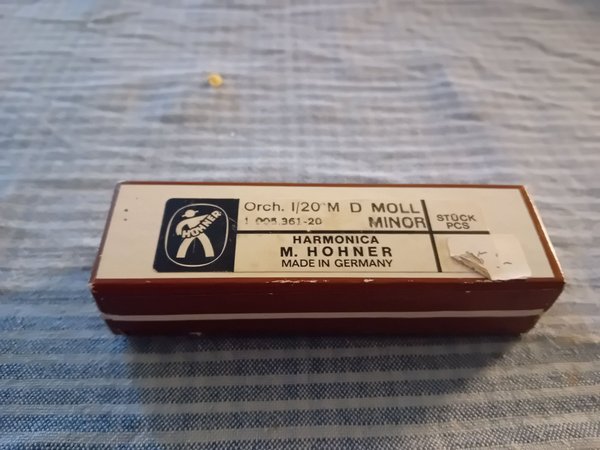 HOHNER
Orch. I/20 M D MOLL
1 005 361-20 MINOR
STÜCK
PCS
HARMONICA
M. HOHNER
MADE IN GERMANY